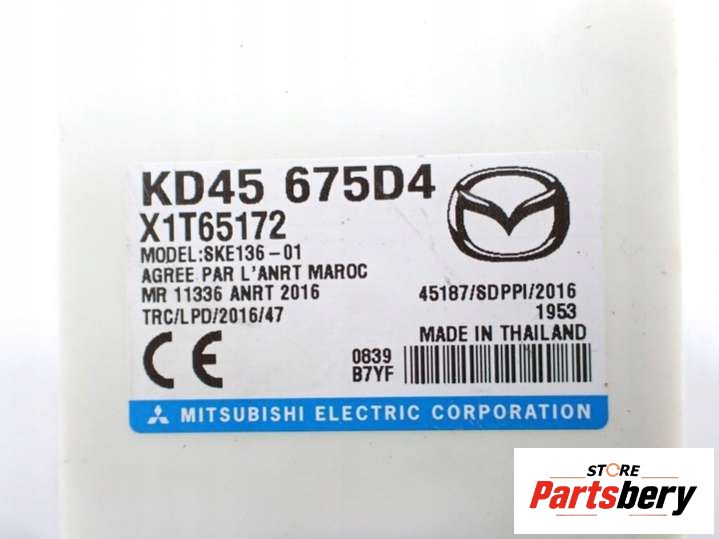 KD45 675D4
X1T65172
MODEL:SKE136-01
AGREE PAR L'ANRT MAROC
MR 11336 ANRT 2016
TRC/LPD/2016/47
45187/SDPPI/2016
1953
MADE IN THAILAND
CE
0839
B7YF
MITSUBISHI ELECTRIC CORPORATION
STORE
Partsbery